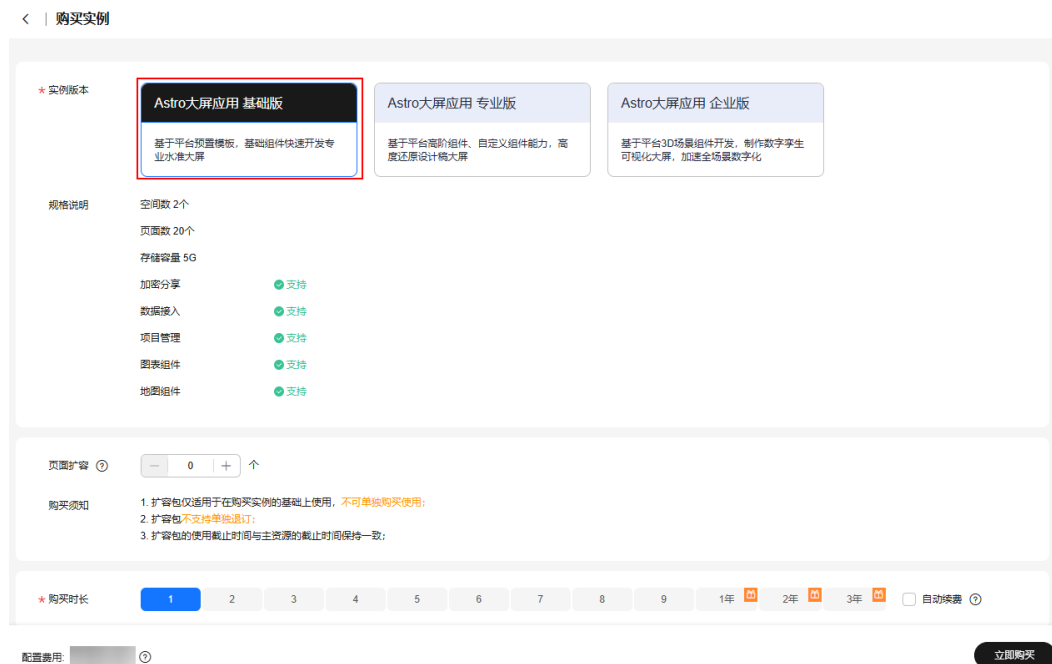 购买实例
* 实例版本
Astro大屏应用 基础版
基于平台预置模板，基础组件快速开发专
业水准大屏
Astro大屏应用 专业版
基于平台高阶组件、自定义组件能力，高
度还原设计稿大屏
Astro大屏应用 企业版
基于平台3D场景组件开发，制作数字孪生
可视化大屏，加速全场景数字化
规格说明
空间数 2个
页面数 20个
存储容量 5G
加密分享 支持
数据接入 支持
项目管理 支持
图表组件 支持
地图组件 支持
页面扩容 ? － 0 ＋ 个
购买须知
1. 扩容包仅适用于在购买实例的基础上使用，不可单独购买使用;
2. 扩容包不支持单独退订;
3. 扩容包的使用截止时间与主资源的截止时间保持一致;
* 购买时长 1 2 3 4 5 6 7 8 9 1年 2年 3年 自动续费 ?
配置费用: ?
立即购买